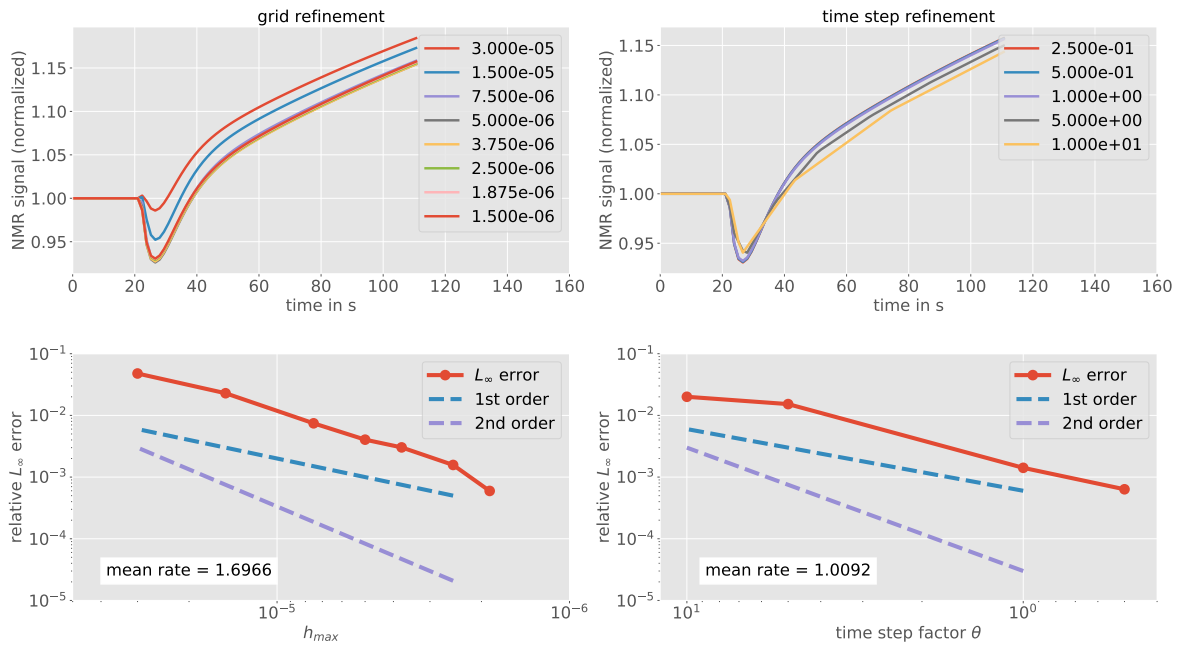 grid refinement
NMR signal (normalized)
1.15
1.10
1.05
1.00
0.95
3.000e-05
1.500e-05
7.500e-06
5.000e-06
3.750e-06
2.500e-06
1.875e-06
1.500e-06
0 20 40 60 80 100 120 140 160
time in s
time step refinement
NMR signal (normalized)
1.15
1.10
1.05
1.00
0.95
2.500e-01
5.000e-01
1.000e+00
5.000e+00
1.000e+01
0 20 40 60 80 100 120 140 160
time in s
relative L∞ error
10⁻¹
10⁻²
10⁻³
10⁻⁴
10⁻⁵
L∞ error
1st order
2nd order
mean rate = 1.6966
10⁻⁵ 10⁻⁶
hmax
relative L∞ error
10⁻¹
10⁻²
10⁻³
10⁻⁴
10⁻⁵
L∞ error
1st order
2nd order
mean rate = 1.0092
10¹ 10⁰
time step factor θ